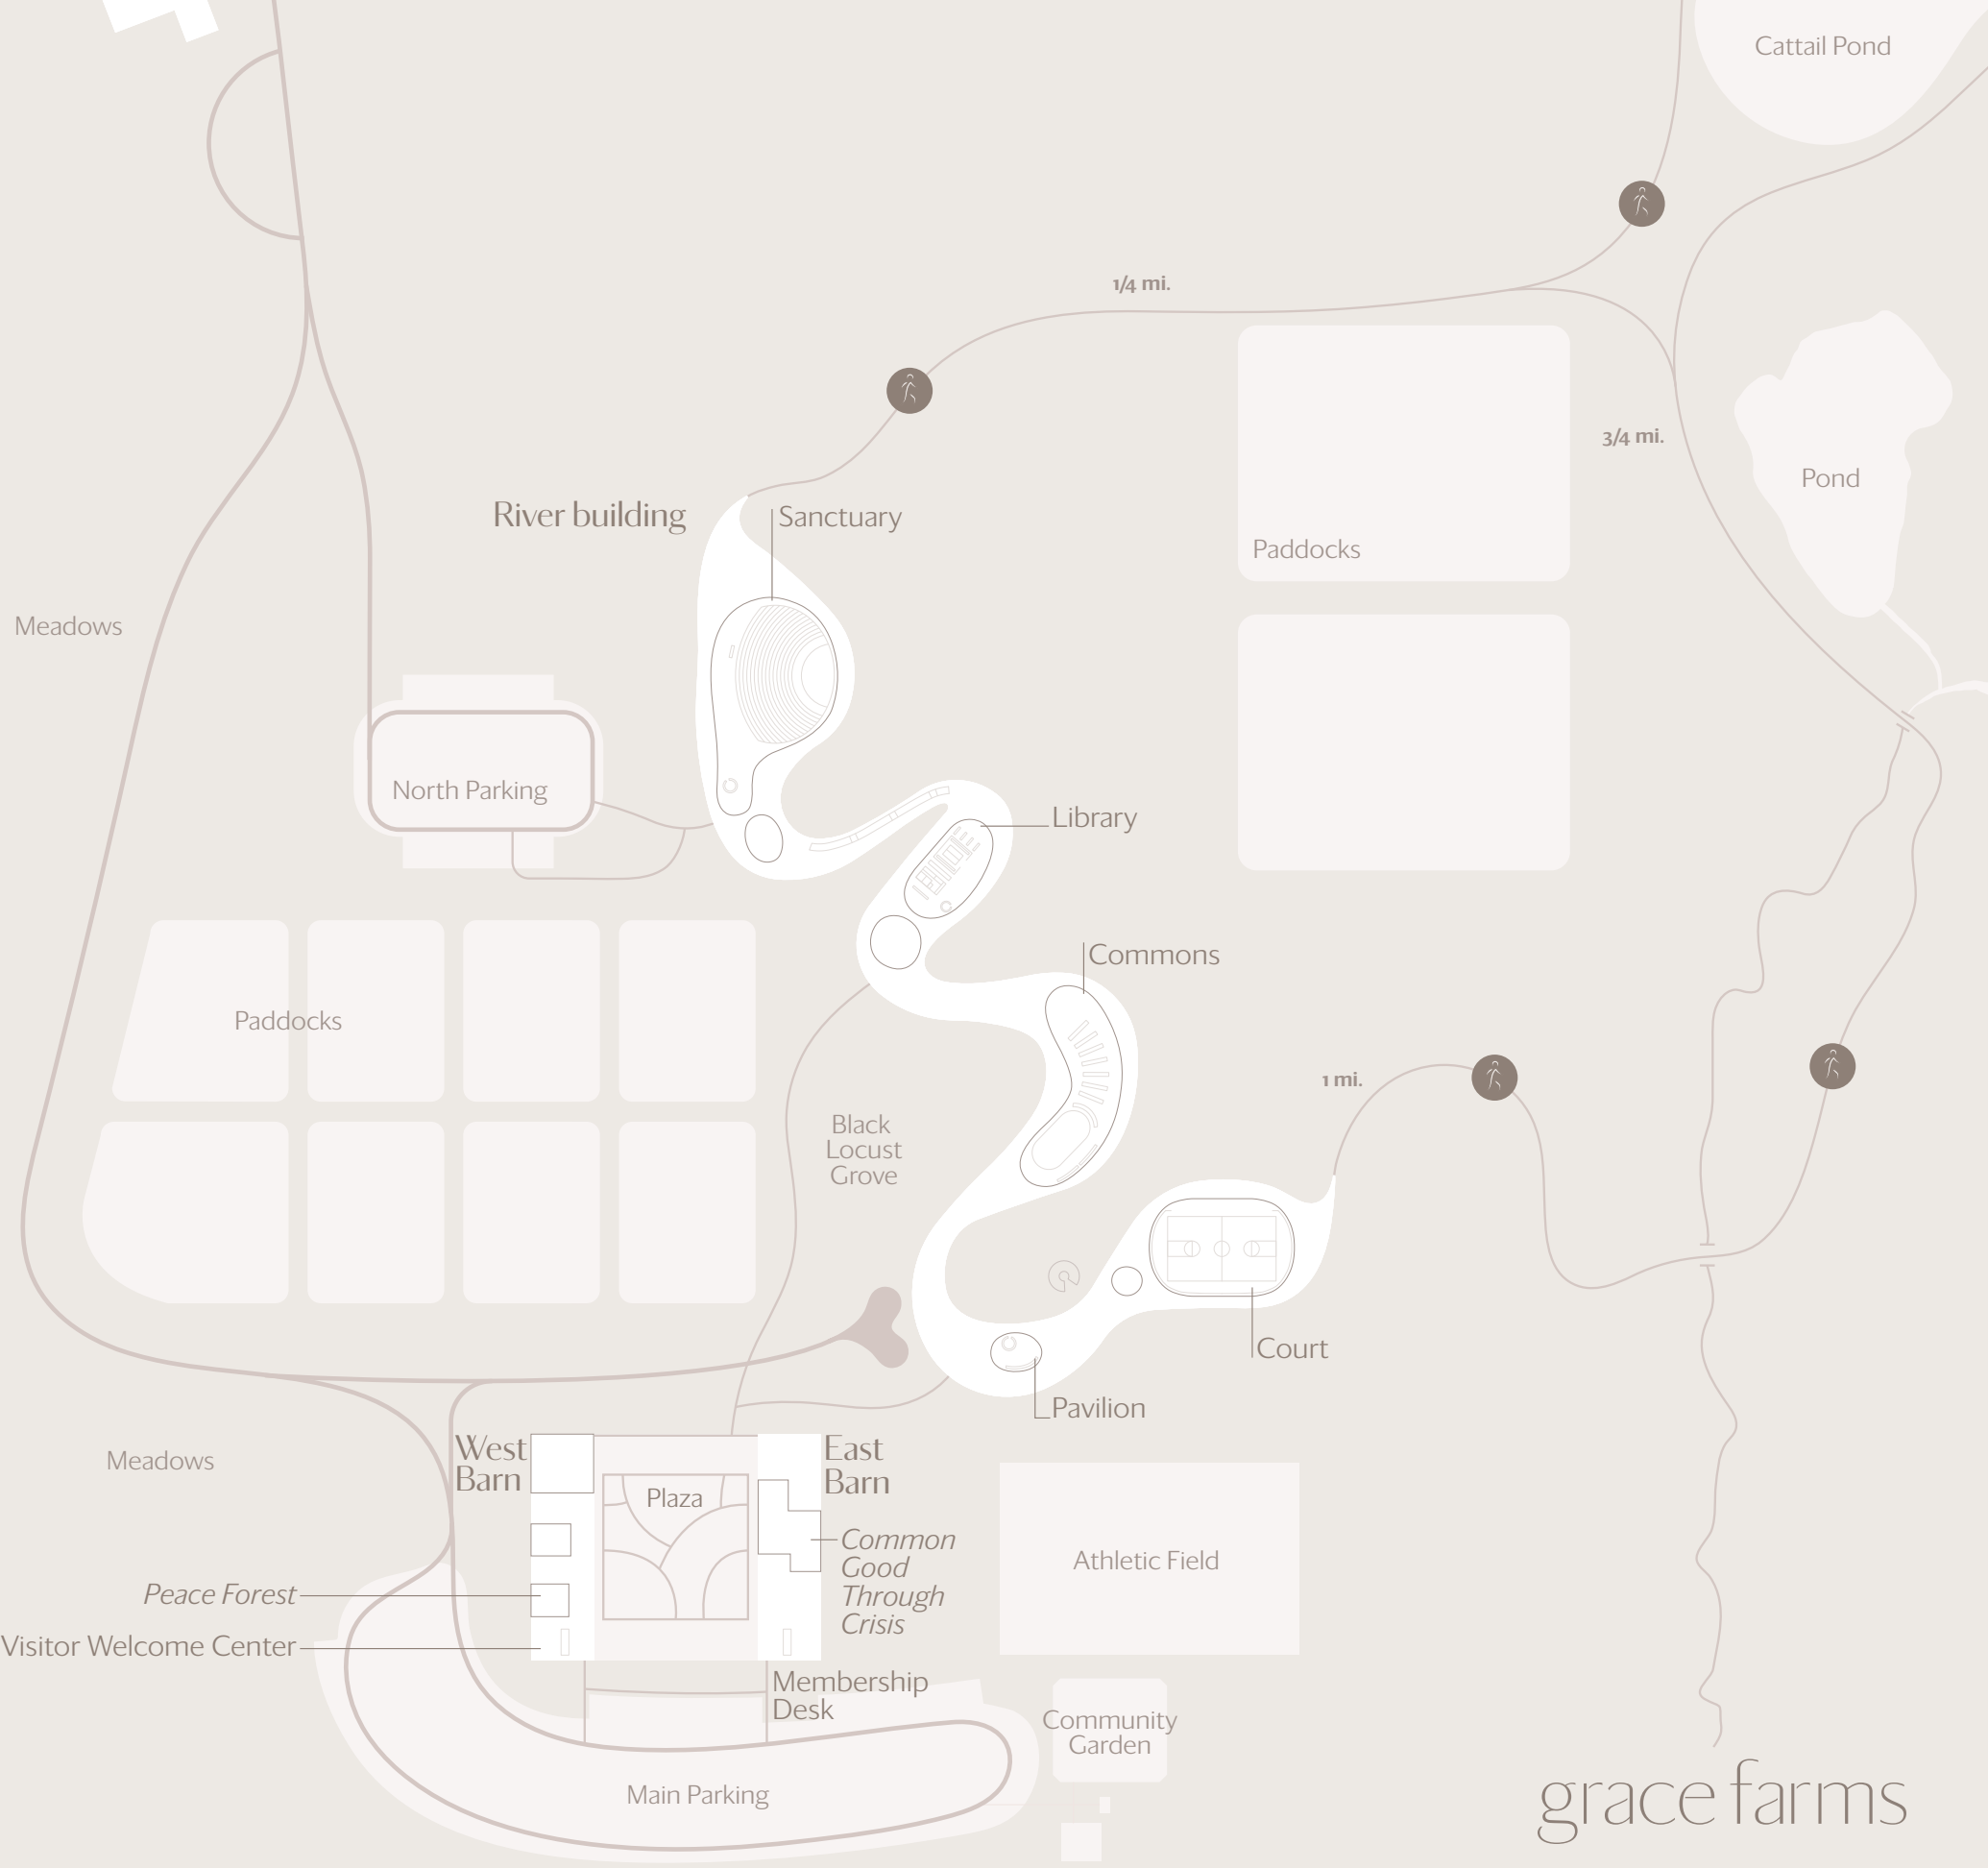 Cattail Pond
1/4 mi.
3/4 mi.
Pond
River building
Sanctuary
Paddocks
Meadows
North Parking
Library
Commons
Paddocks
1 mi.
Black
Locust
Grove
Court
Pavilion
Meadows
West
Barn
Plaza
East
Barn
Common
Good
Through
Crisis
Athletic Field
Peace Forest
Visitor Welcome Center
Membership
Desk
Community
Garden
Main Parking
grace farms